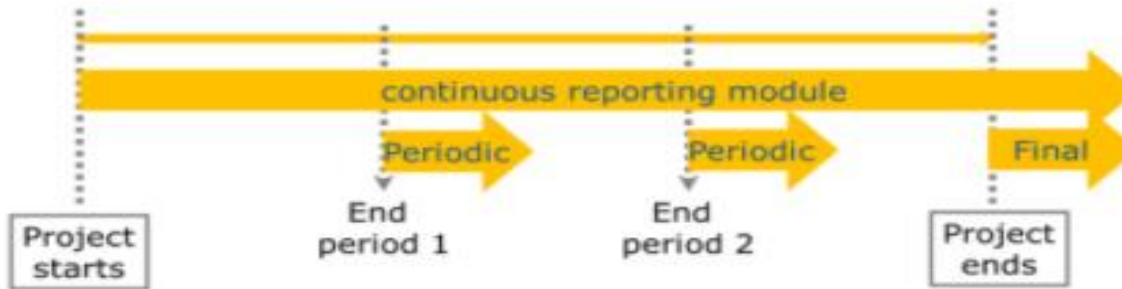 continuous reporting module
Periodic
Periodic
Final
Project
starts
End
period 1
End
period 2
Project
ends